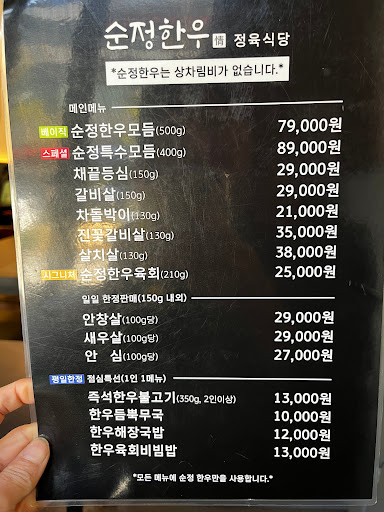 순정한우 情 정육식당
*순정한우는 상차림비가 없습니다.*
메인메뉴
베이직 순정한우모듬(500g) 79,000원
스페셜 순정특수모듬(400g) 89,000원
채끝등심(150g) 29,000원
갈비살(150g) 29,000원
차돌박이(130g) 21,000원
진꽃갈비살(130g) 35,000원
살치살(130g) 38,000원
시그니처 순정한우육회(210g) 25,000원
일일 한정판매(150g 내외)
안창살(100g당) 29,000원
새우살(100g당) 29,000원
안 심(100g당) 27,000원
평일한정 점심특선(1인 1메뉴)
즉석한우불고기(350g, 2인이상) 13,000원
한우듬뿍무국 10,000원
한우해장국밥 12,000원
한우육회비빔밥 13,000원
*모든 메뉴에 순정 한우만을 사용합니다.*